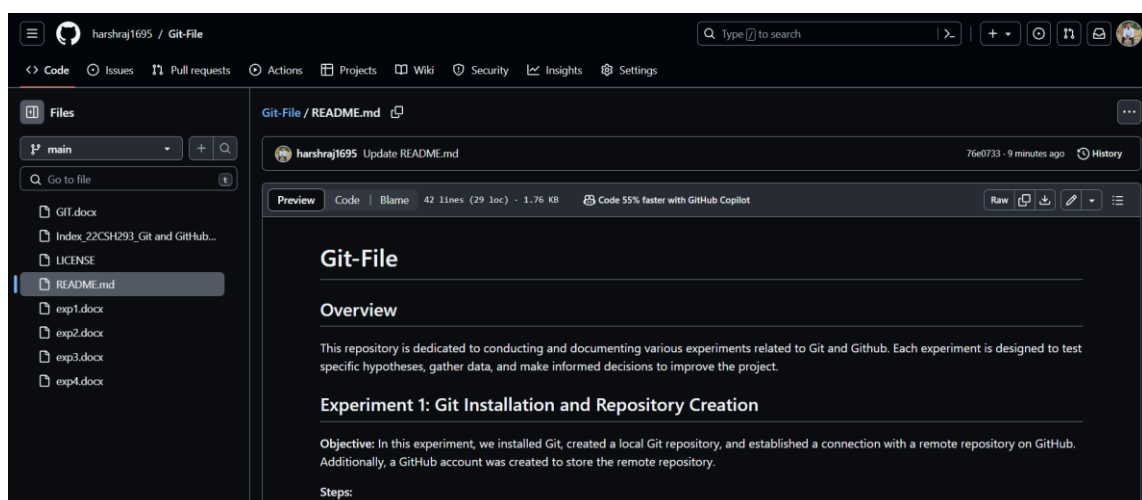 harshraj1695 / Git-File
Type / to search
Code Issues Pull requests Actions Projects Wiki Security Insights Settings
Files
main
Go to file t
GIT.docx
Index_22CSH293_Git and GitHub...
LICENSE
README.md
exp1.docx
exp2.docx
exp3.docx
exp4.docx
Git-File / README.md
harshraj1695 Update README.md 76e0733 · 9 minutes ago History
Preview Code Blame 42 lines (29 loc) · 1.76 KB Code 55% faster with GitHub Copilot Raw
Git-File
Overview
This repository is dedicated to conducting and documenting various experiments related to Git and Github. Each experiment is designed to test
specific hypotheses, gather data, and make informed decisions to improve the project.
Experiment 1: Git Installation and Repository Creation
Objective: In this experiment, we installed Git, created a local Git repository, and established a connection with a remote repository on GitHub.
Additionally, a GitHub account was created to store the remote repository.
Steps: